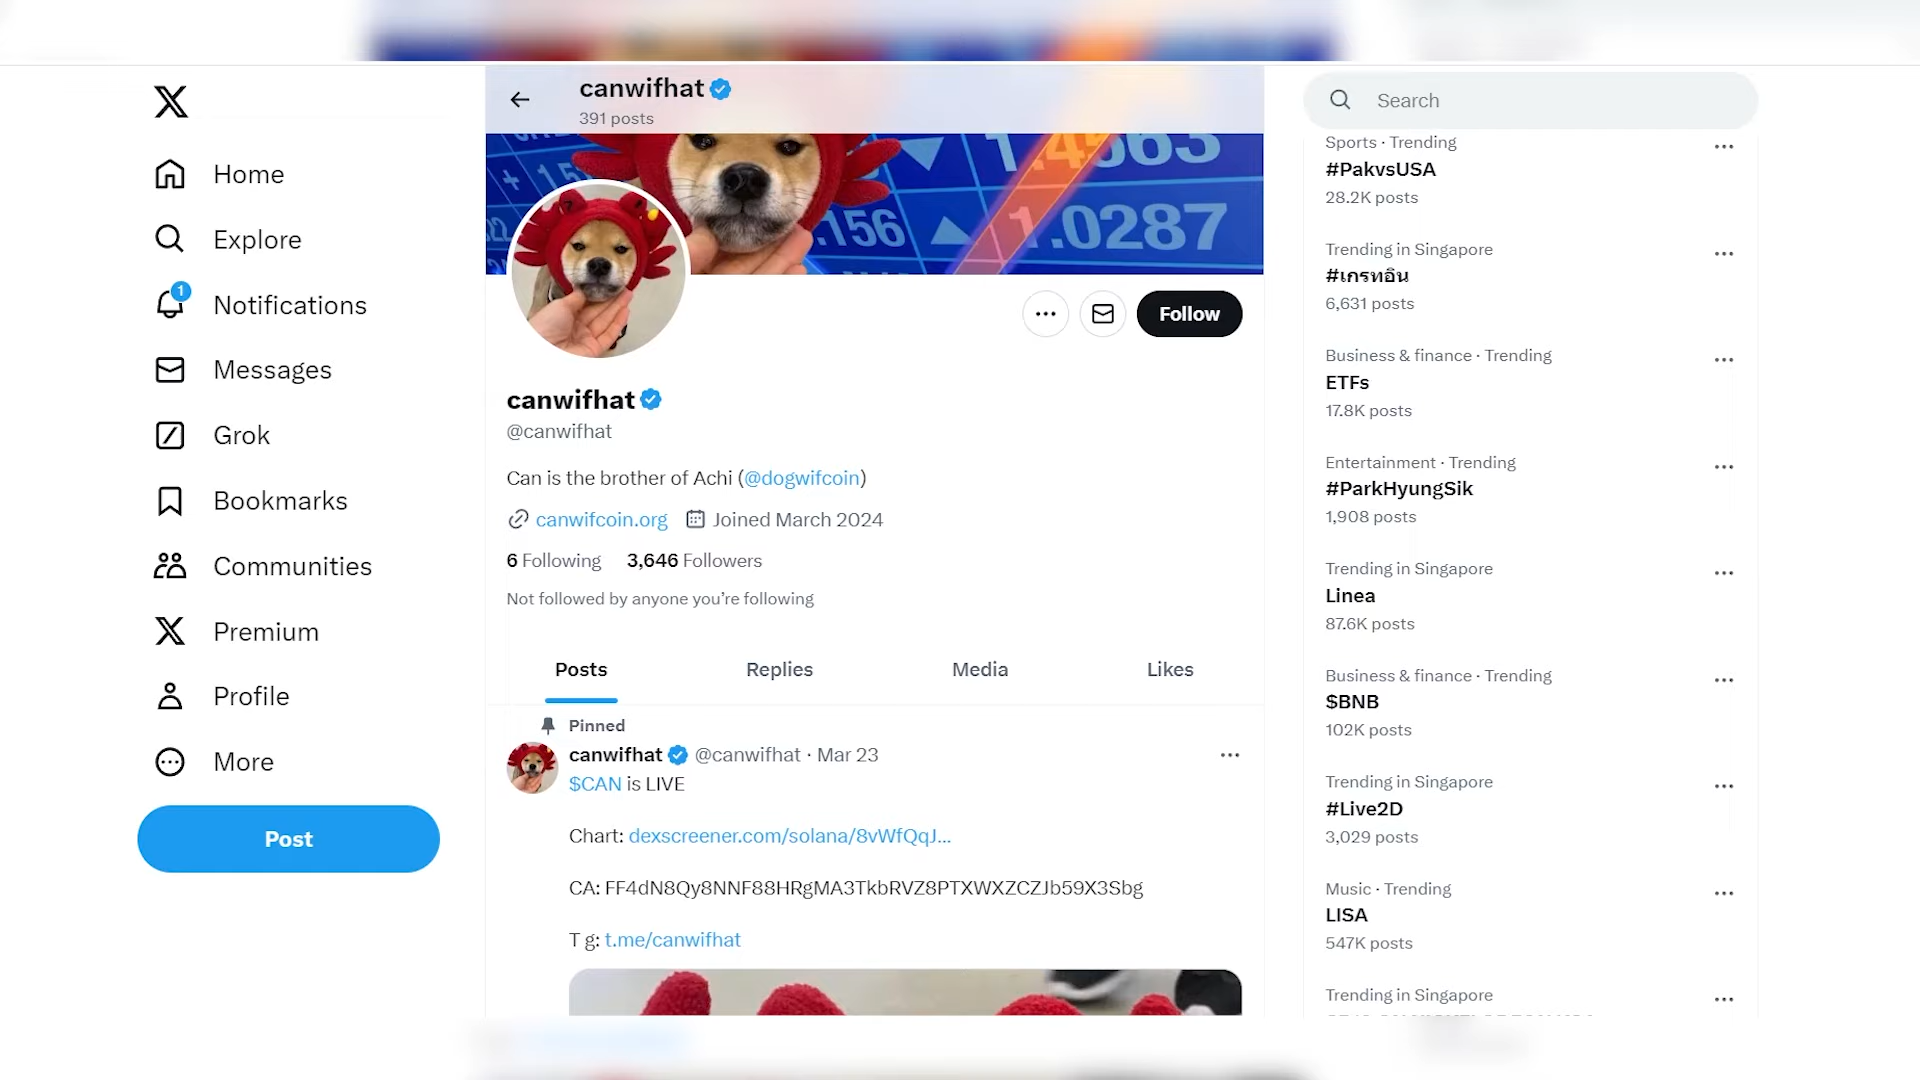 Home
Explore
1
Notifications
Messages
Grok
Bookmarks
Communities
Premium
Profile
More
Post
canwifhat
391 posts
1.4563
.156
1.0287
Follow
canwifhat
@canwifhat
Can is the brother of Achi (@dogwifcoin)
canwifcoin.org Joined March 2024
6 Following 3,646 Followers
Not followed by anyone you’re following
Posts Replies Media Likes
Pinned
canwifhat @canwifhat · Mar 23
$CAN is LIVE
Chart: dexscreener.com/solana/8vWfQqJ...
CA: FF4dN8Qy8NNF88HRgMA3TkbRVZ8PTXWXZCZJb59X3Sbg
T g: t.me/canwifhat
Search
Sports · Trending
#PakvsUSA
28.2K posts
Trending in Singapore
#เกรทอิน
6,631 posts
Business & finance · Trending
ETFs
17.8K posts
Entertainment · Trending
#ParkHyungSik
1,908 posts
Trending in Singapore
Linea
87.6K posts
Business & finance · Trending
$BNB
102K posts
Trending in Singapore
#Live2D
3,029 posts
Music · Trending
LISA
547K posts
Trending in Singapore